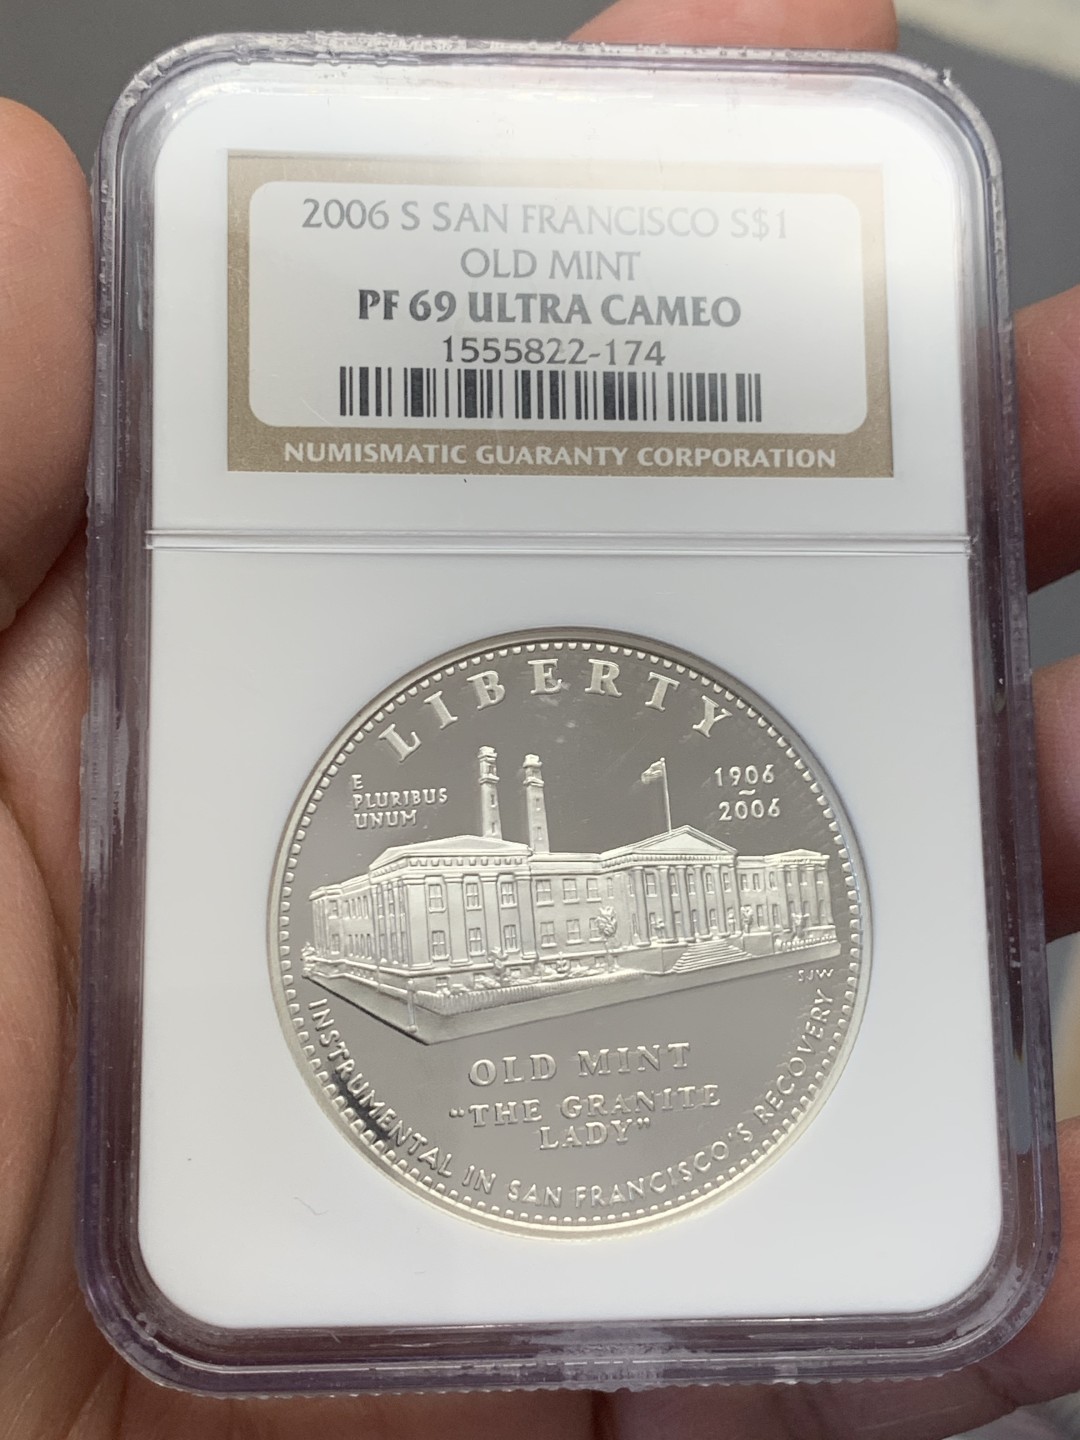 2006 S SAN FRANCISCO S$1
OLD MINT
PF 69 ULTRA CAMEO
1555822-174
NUMISMATIC GUARANTY CORPORATION
LIBERTY
E
PLURIBUS
UNUM
1906
~
2006
SJW
OLD MINT
"THE GRANITE
LADY"
INSTRUMENTAL IN SAN FRANCISCO'S RECOVERY